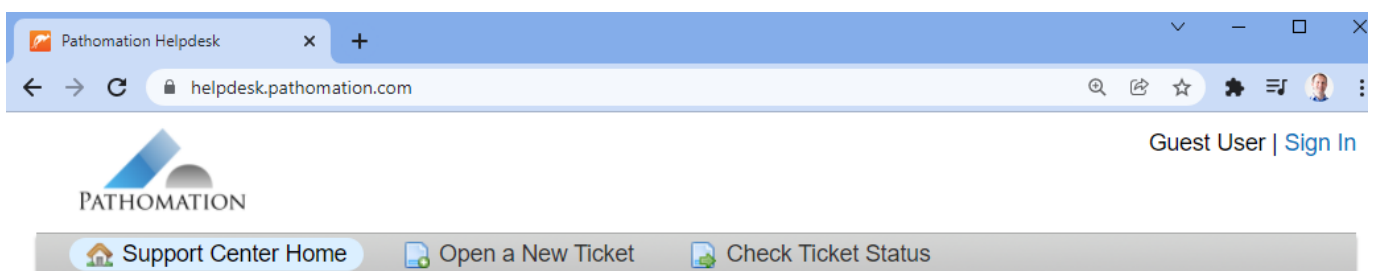 Pathomation Helpdesk
helpdesk.pathomation.com
Guest User | Sign In
PATHOMATION
Support Center Home Open a New Ticket Check Ticket Status